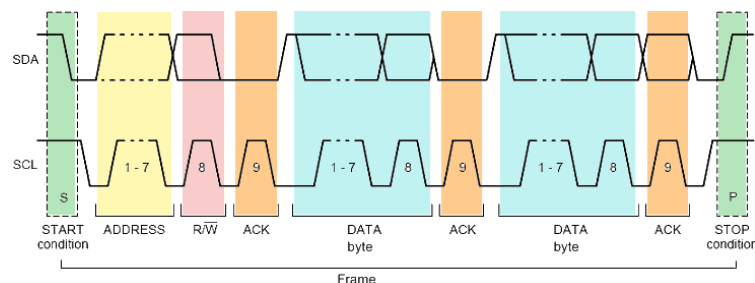 SDA
SCL
1 - 7
8
9
1 - 7
8
9
1 - 7
8
9
S
P
START
condition
ADDRESS
R/W̅
ACK
DATA
byte
ACK
DATA
byte
ACK
STOP
condition
Frame